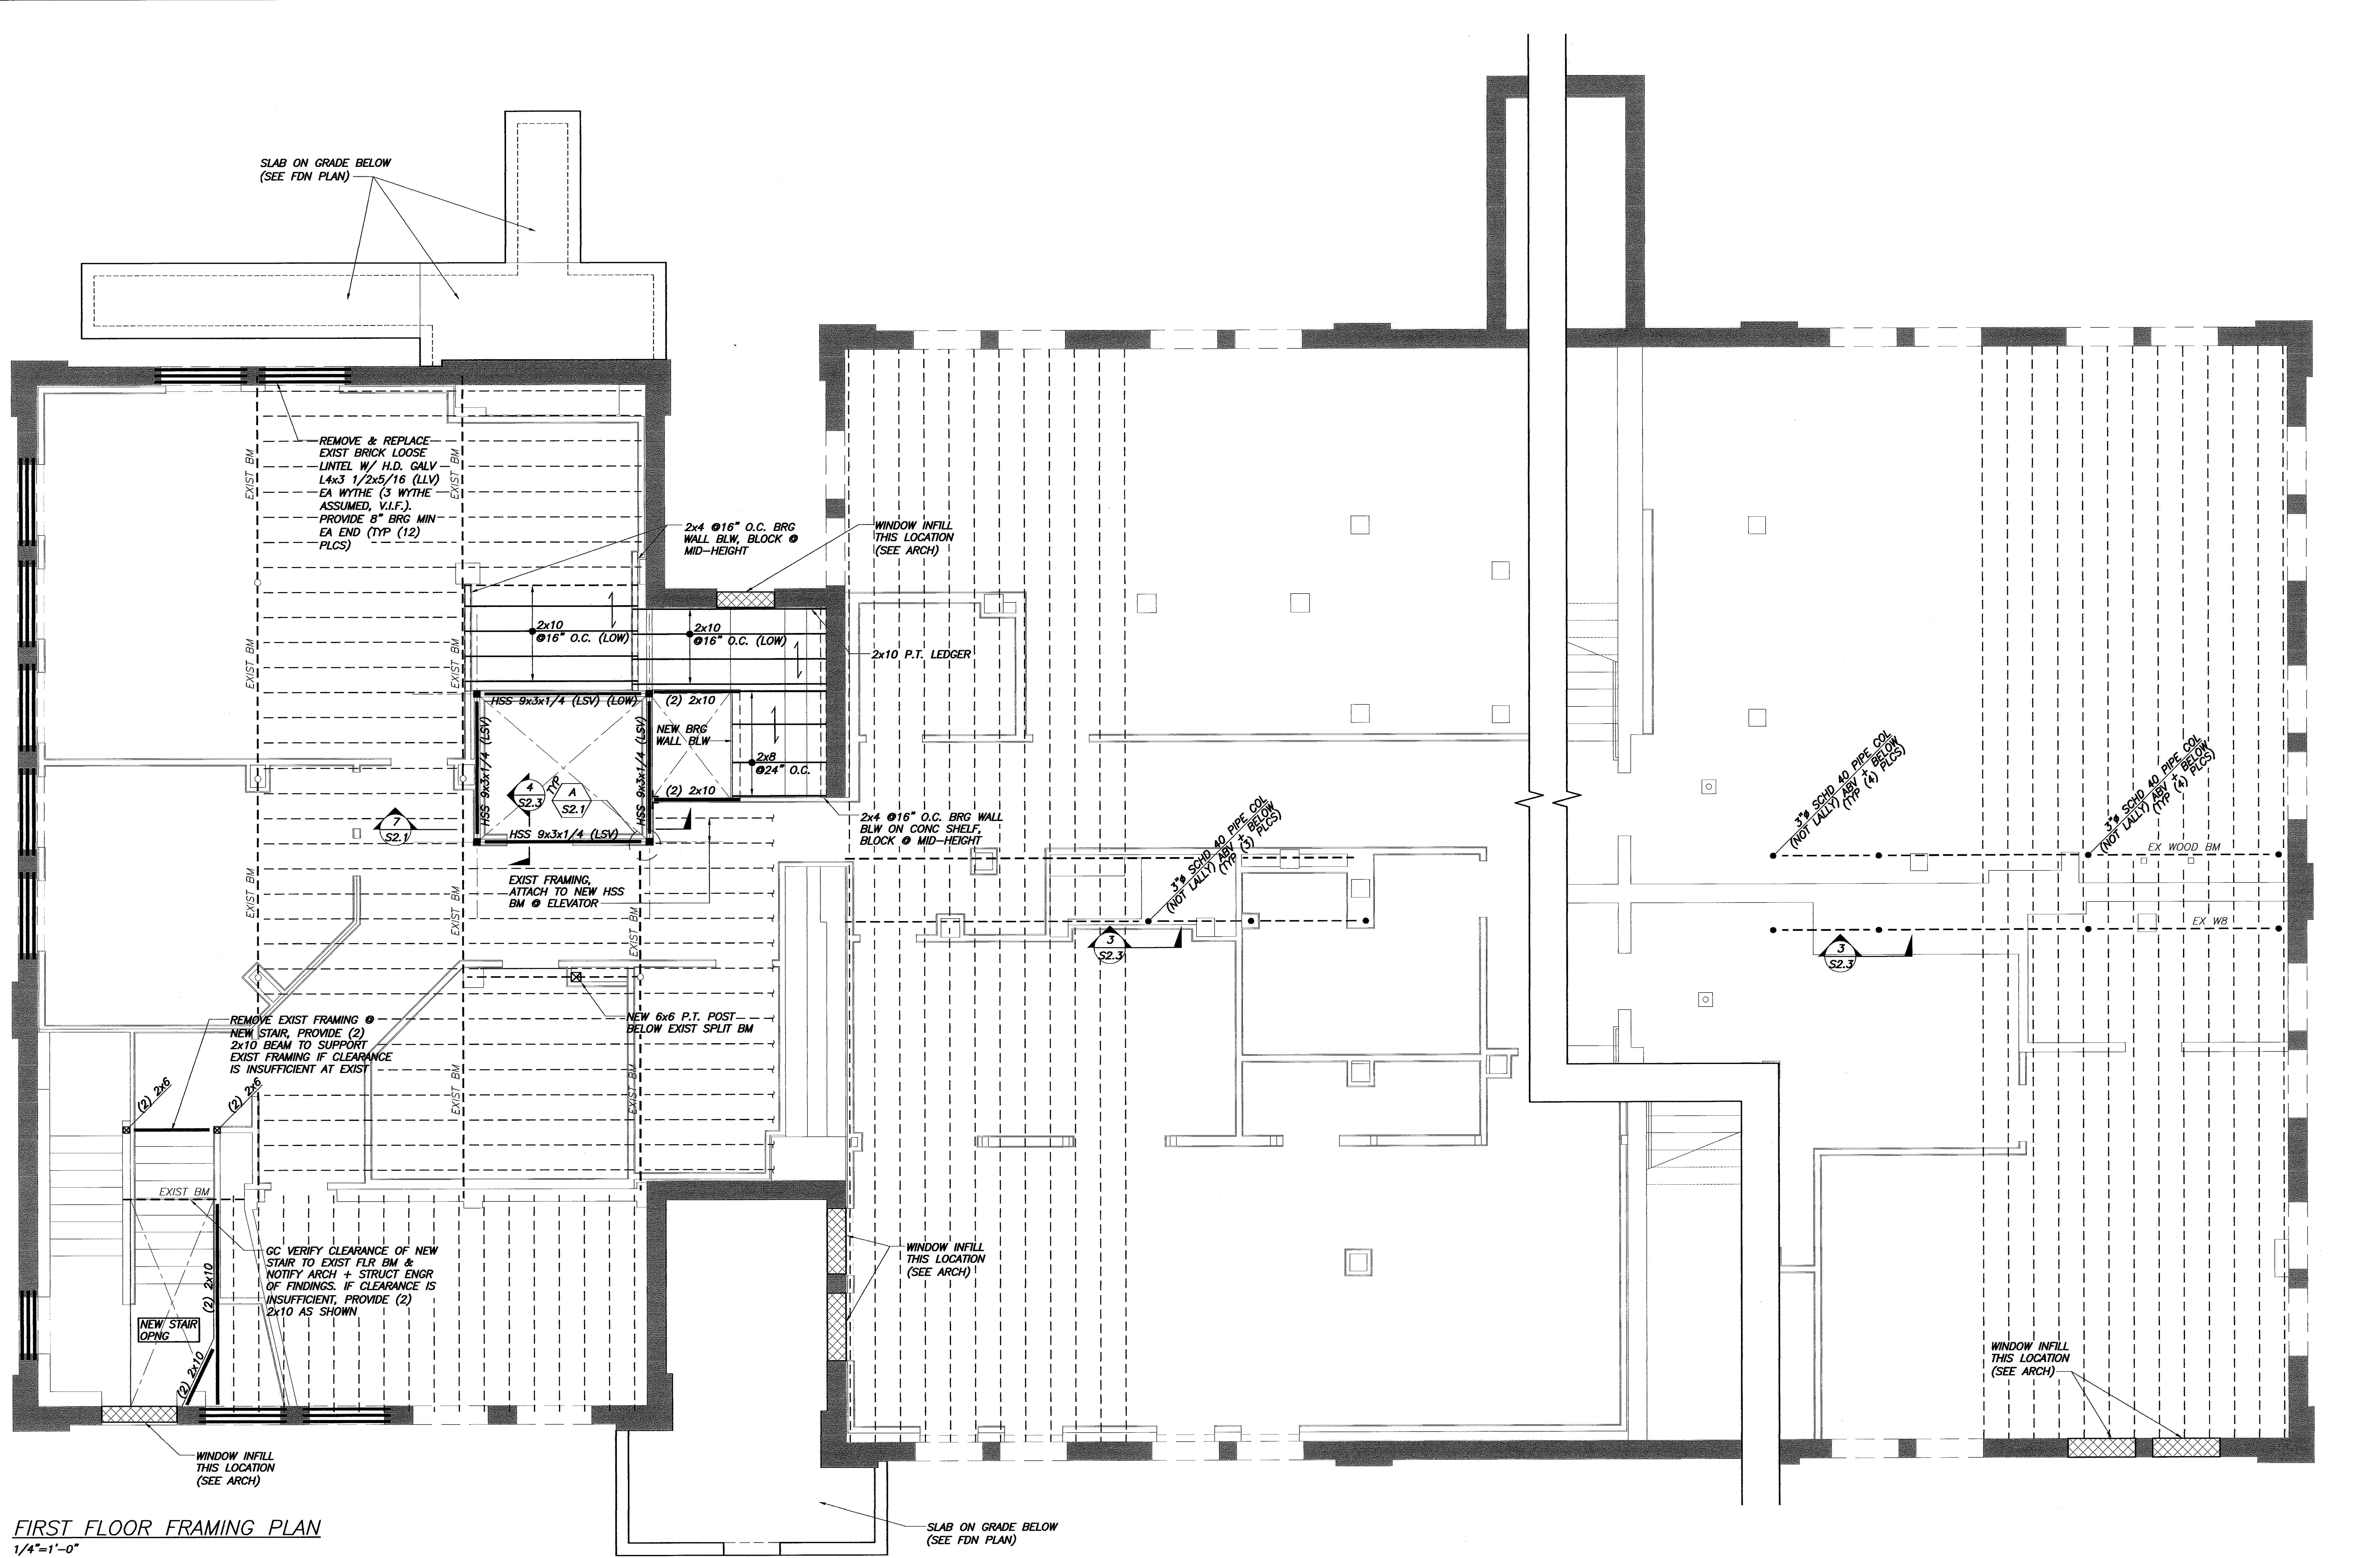 SLAB ON GRADE BELOW
(SEE FDN PLAN)
REMOVE & REPLACE
EXIST BRICK LOOSE
LINTEL W/ H.D. GALV
L4x3 1/2x5/16 (LLV)
EA WYTHE (3 WYTHE
ASSUMED, V.I.F.).
PROVIDE 8" BRG MIN
EA END (TYP (12)
PLCS)
EXIST BM
EXIST BM
2x4 @16" O.C. BRG
WALL BLW, BLOCK @
MID-HEIGHT
WINDOW INFILL
THIS LOCATION
(SEE ARCH)
2x10
@16" O.C. (LOW)
2x10
@16" O.C. (LOW)
EXIST BM
EXIST BM
2x10 P.T. LEDGER
HSS 9x3x1/4 (LSV) (LOW)
(2) 2x10
HSS 9x3x1/4 (LSV)
HSS 9x3x1/4 (LSV)
NEW BRG
WALL BLW
2x8
@24" O.C.
4
S2.3
TYP
A
S2.1
(2) 2x10
HSS 9x3x1/4 (LSV)
7
S2.1
2x4 @16" O.C. BRG WALL
BLW ON CONC SHELF,
BLOCK @ MID-HEIGHT
3"ø SCHD 40 PIPE COL
(NOT LALLY) ABV + BELOW
(TYP (3) PLCS)
3"ø SCHD 40 PIPE COL
(NOT LALLY) ABV + BELOW
(TYP (4) PLCS)
3"ø SCHD 40 PIPE COL
(NOT LALLY) ABV + BELOW
(TYP (4) PLCS)
EX WOOD BM
EX W8
EXIST FRAMING,
ATTACH TO NEW HSS
BM @ ELEVATOR
EXIST BM
EXIST BM
EXIST BM
3
S2.3
3
S2.3
NEW 6x6 P.T. POST
BELOW EXIST SPLIT BM
REMOVE EXIST FRAMING @
NEW STAIR, PROVIDE (2)
2x10 BEAM TO SUPPORT
EXIST FRAMING IF CLEARANCE
IS INSUFFICIENT AT EXIST
(2) 2x6
(2) 2x6
EXIST BM
EXIST BM
EXIST BM
GC VERIFY CLEARANCE OF NEW
STAIR TO EXIST FLR BM &
NOTIFY ARCH + STRUCT ENGR
OF FINDINGS. IF CLEARANCE IS
INSUFFICIENT, PROVIDE (2)
2x10 AS SHOWN
(2) 2x10
NEW STAIR
OPNG
(2) 2x10
WINDOW INFILL
THIS LOCATION
(SEE ARCH)
WINDOW INFILL
THIS LOCATION
(SEE ARCH)
WINDOW INFILL
THIS LOCATION
(SEE ARCH)
SLAB ON GRADE BELOW
(SEE FDN PLAN)
FIRST FLOOR FRAMING PLAN
1/4"=1'-0"